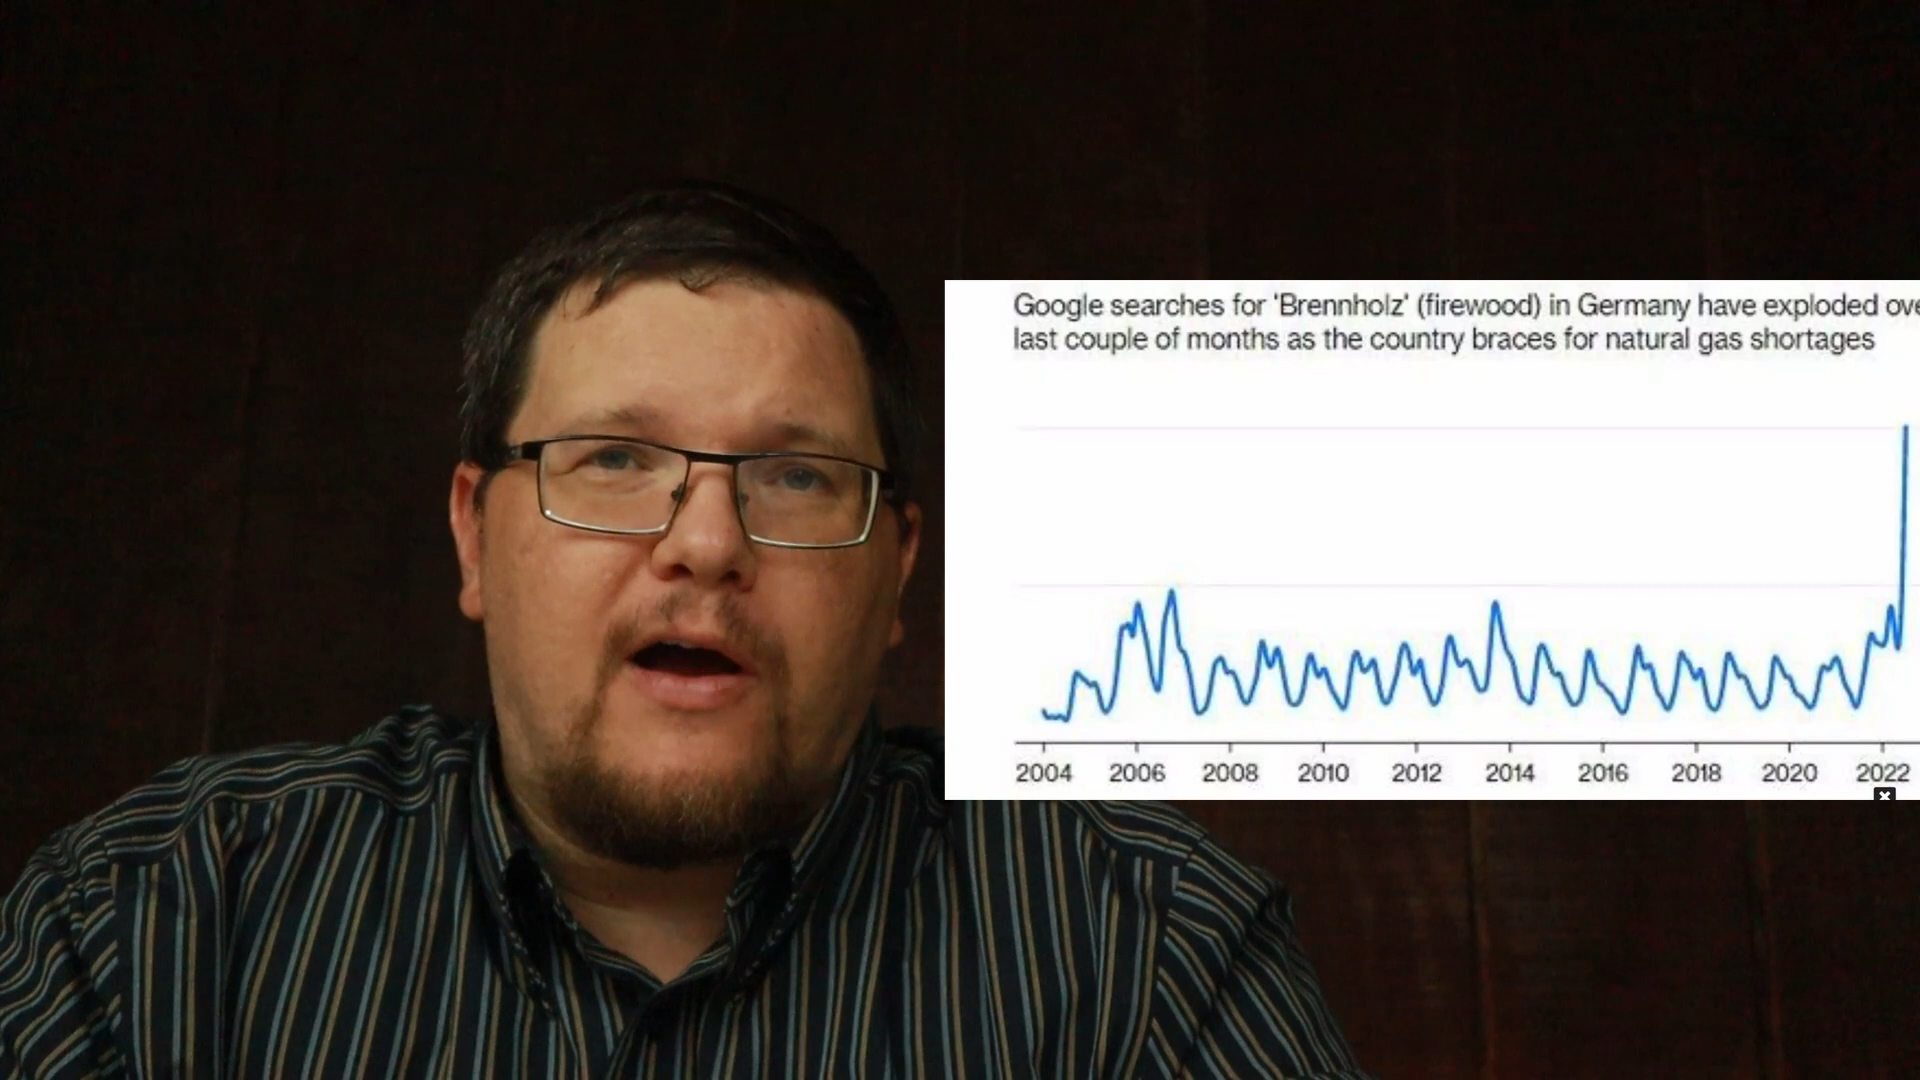 Google searches for 'Brennholz' (firewood) in Germany have exploded
last couple of months as the country braces for natural gas shortages
2004 2006 2008 2010 2012 2014 2016 2018 2020 2022